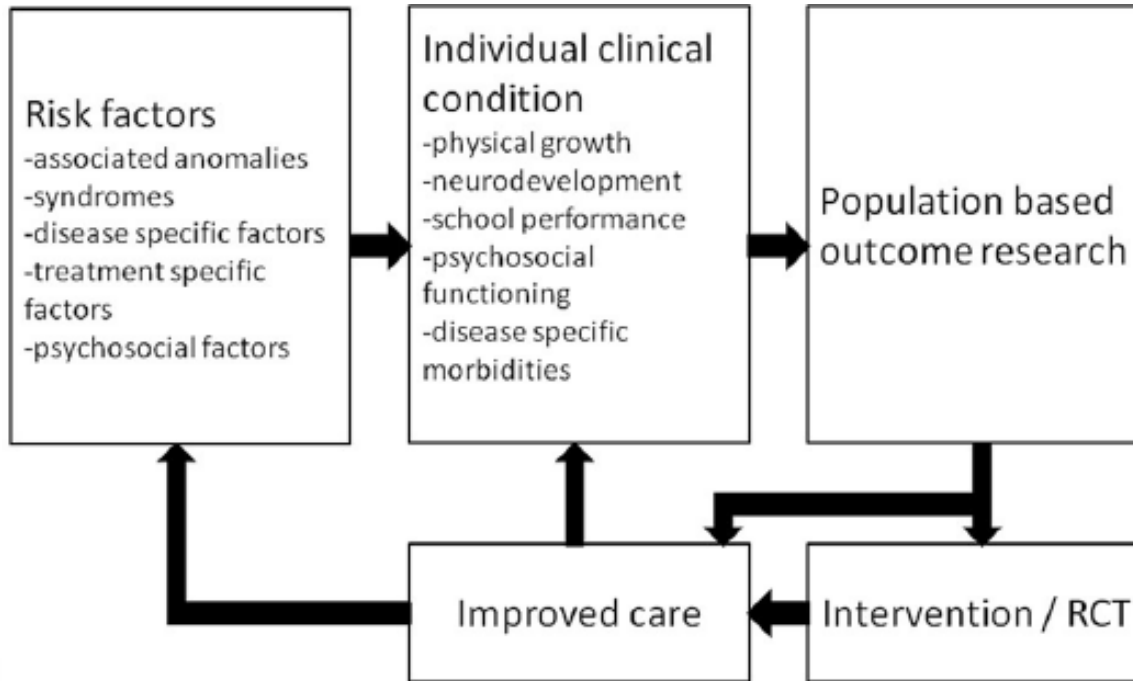 Risk factors
-associated anomalies
-syndromes
-disease specific factors
-treatment specific
factors
-psychosocial factors
Individual clinical
condition
-physical growth
-neurodevelopment
-school performance
-psychosocial
functioning
-disease specific
morbidities
Population based
outcome research
Improved care
Intervention / RCT